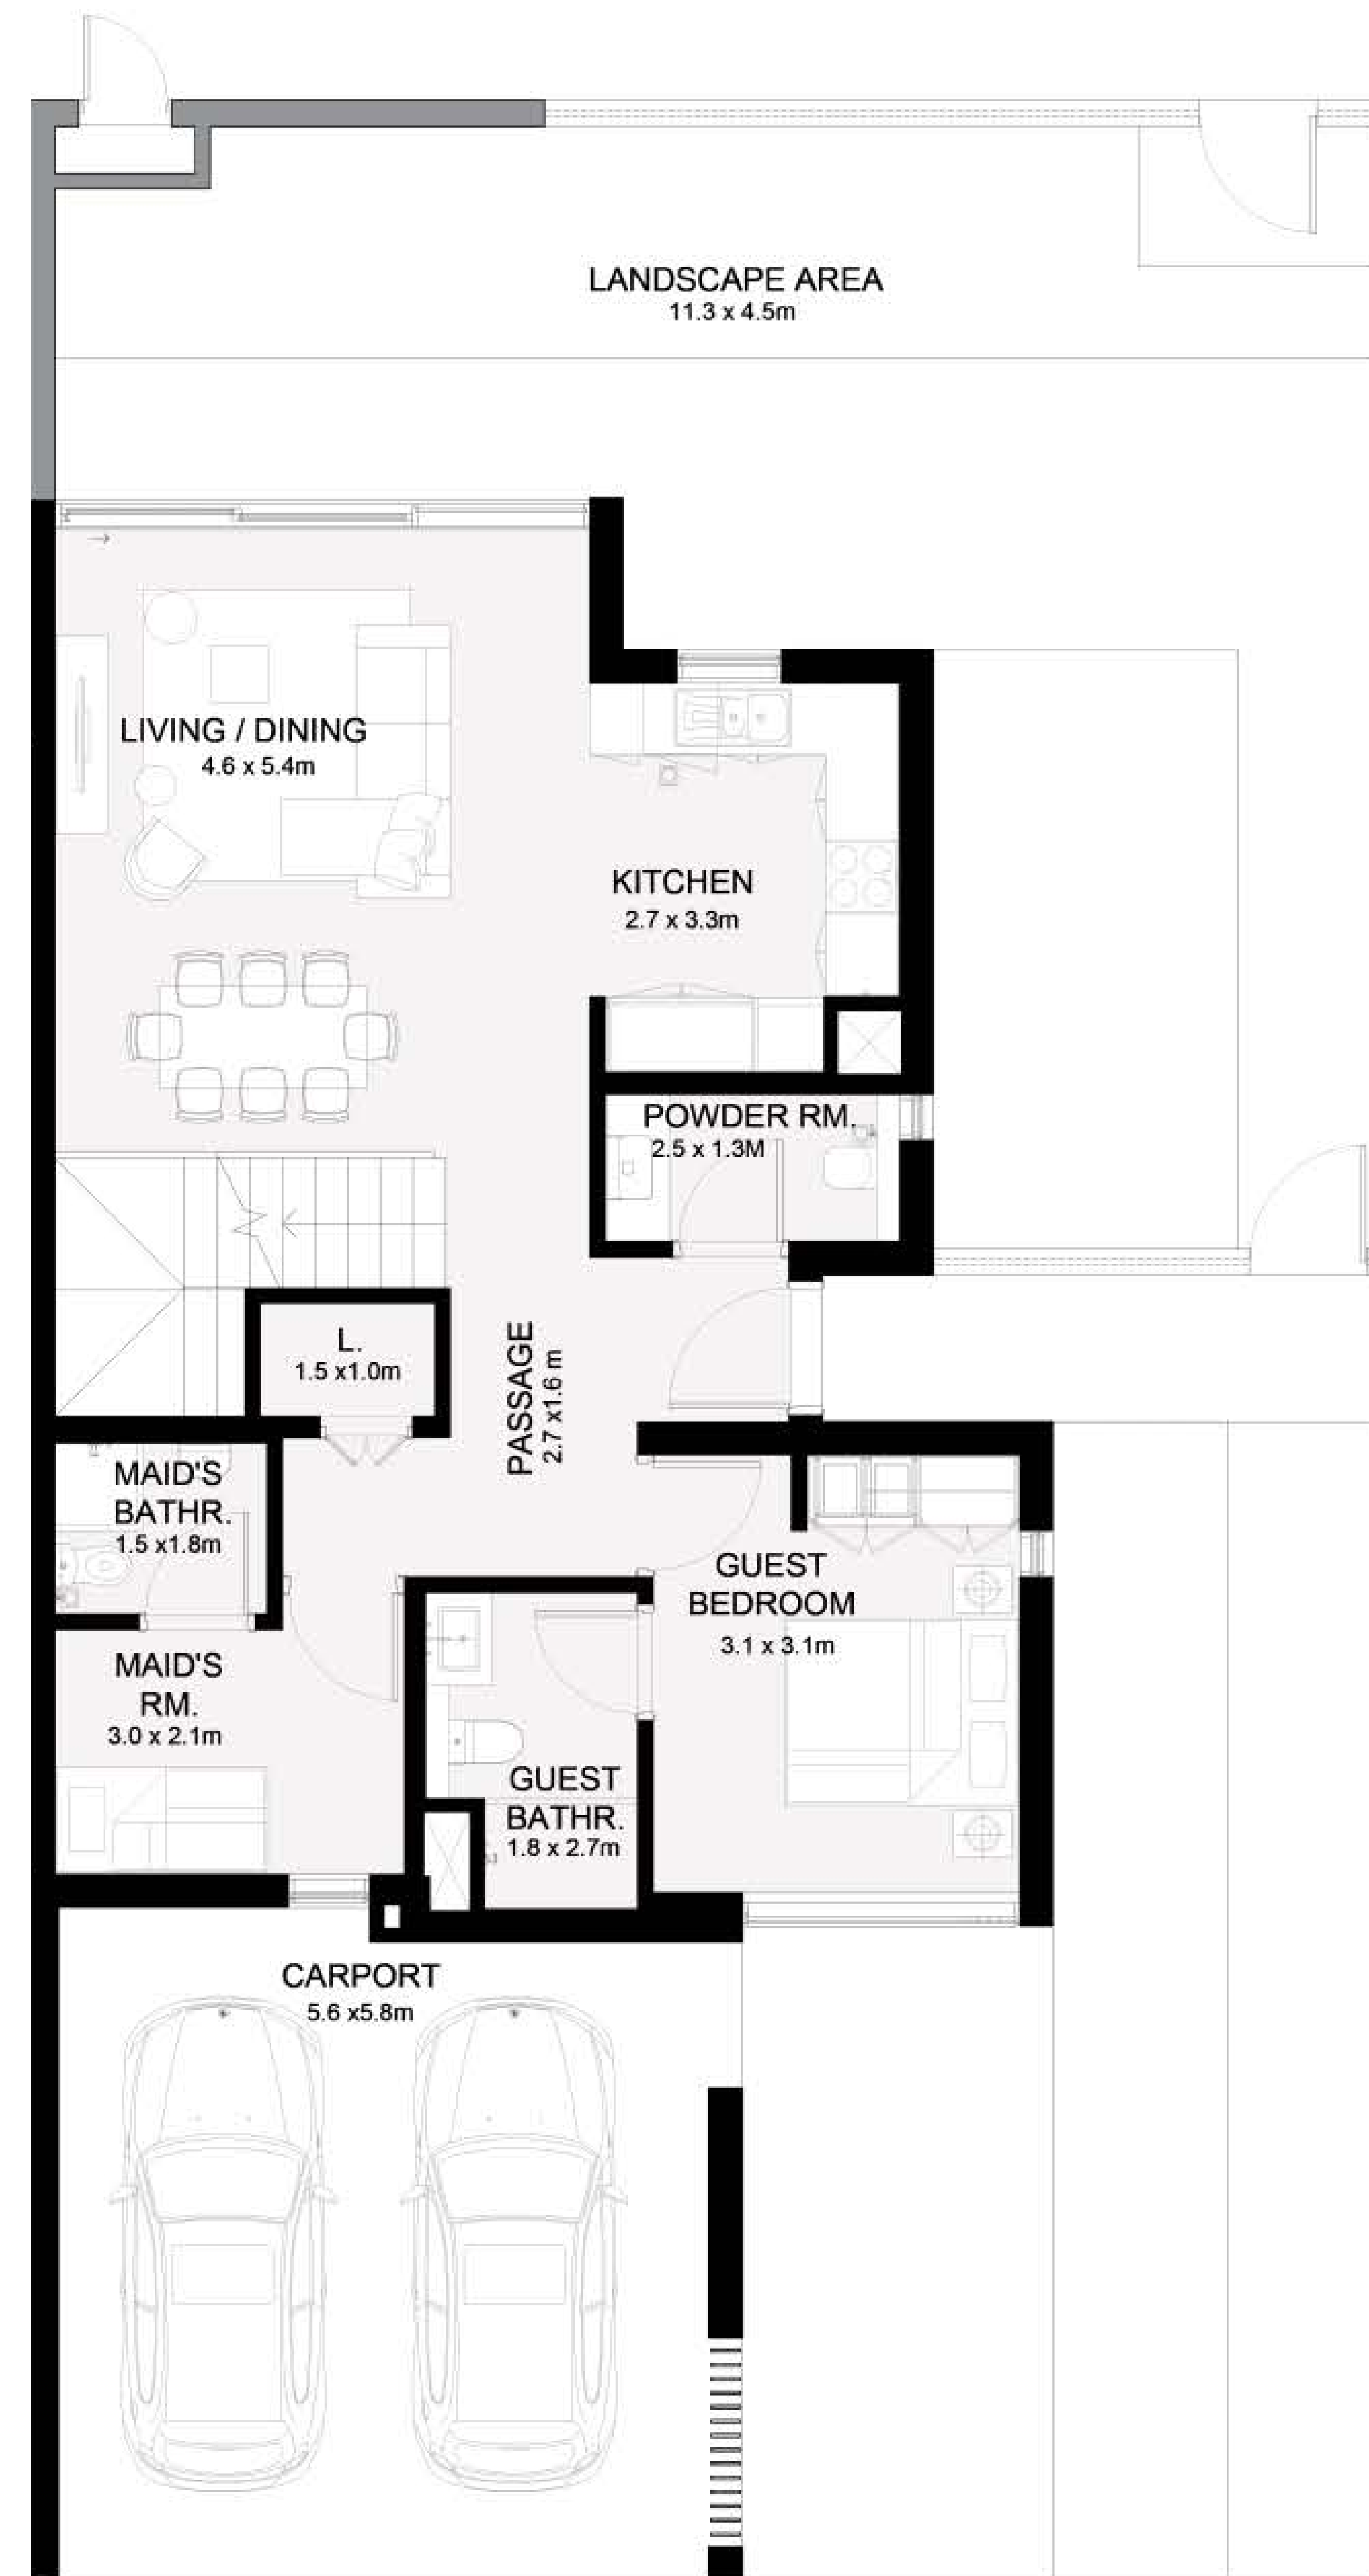 LANDSCAPE AREA
11.3 x 4.5m
LIVING / DINING
4.6 x 5.4m
KITCHEN
2.7 x 3.3m
POWDER RM.
2.5 x 1.3M
L.
1.5 x1.0m
PASSAGE
2.7 x1.6 m
MAID'S
BATHR.
1.5 x1.8m
GUEST
BEDROOM
3.1 x 3.1m
MAID'S
RM.
3.0 x 2.1m
GUEST
BATHR.
1.8 x 2.7m
CARPORT
5.6 x5.8m